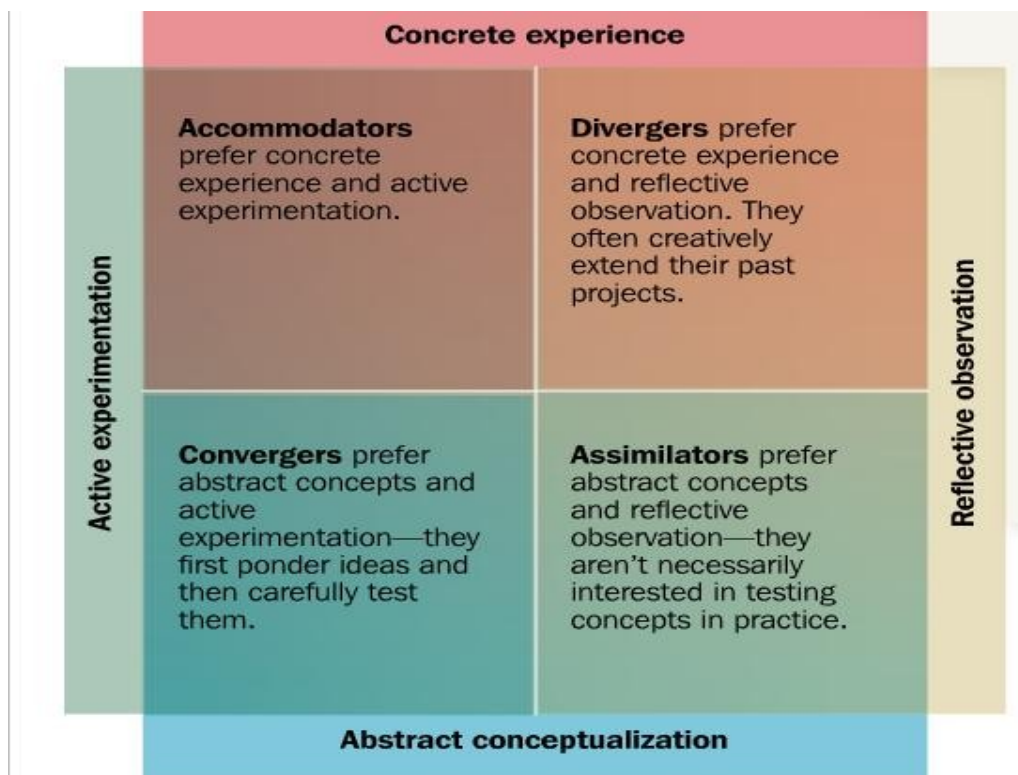 Concrete experience
Accommodators
prefer concrete
experience and active
experimentation.
Divergers prefer
concrete experience
and reflective
observation. They
often creatively
extend their past
projects.
Active experimentation
Reflective observation
Convergers prefer
abstract concepts and
active
experimentation—they
first ponder ideas and
then carefully test
them.
Assimilators prefer
abstract concepts
and reflective
observation—they
aren’t necessarily
interested in testing
concepts in practice.
Abstract conceptualization